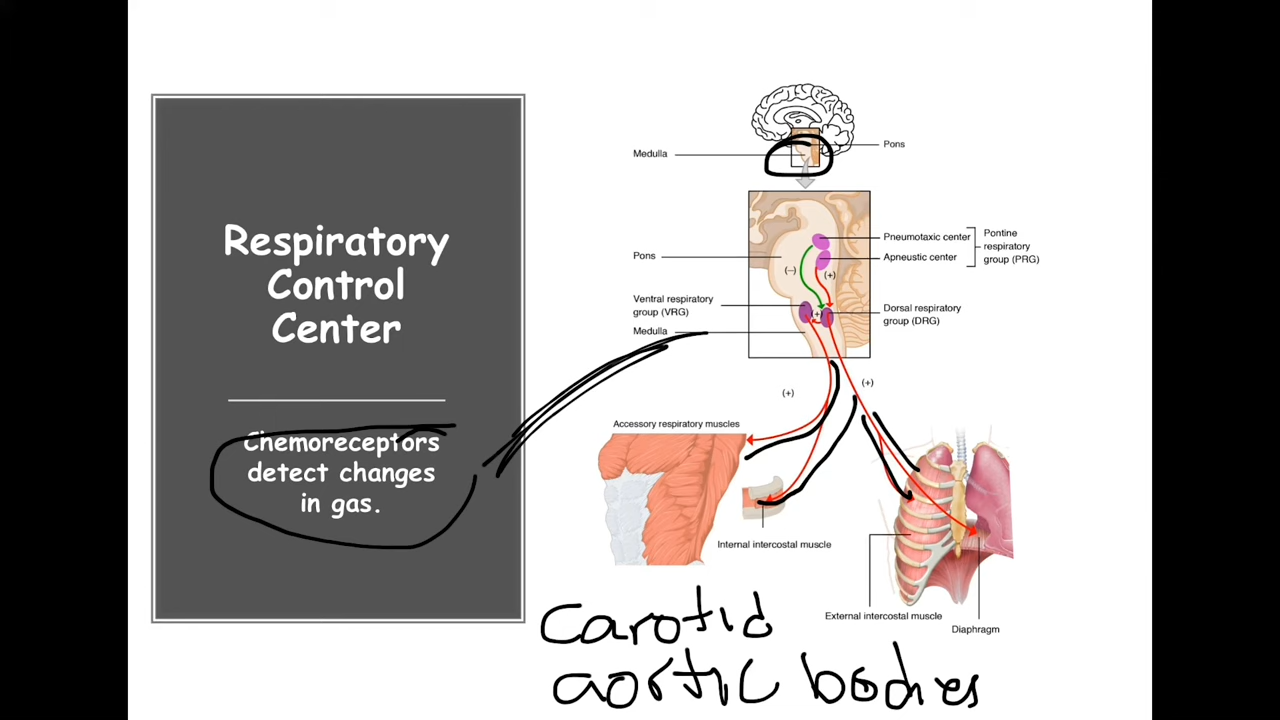 Respiratory
Control
Center
Chemoreceptors
detect changes
in gas.
Medulla
Pons
Pneumotaxic center
Apneustic center
Pontine
respiratory
group (PRG)
Pons
(−)
(+)
Ventral respiratory
group (VRG)
(+)
Dorsal respiratory
group (DRG)
Medulla
(+)
(+)
Accessory respiratory muscles
Internal intercostal muscle
External intercostal muscle
Diaphragm
carotid
aortic bodies